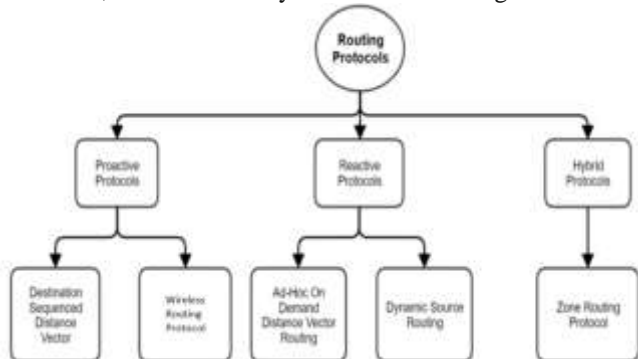 Routing
Protocols
Proactive
Protocols
Reactive
Protocols
Hybrid
Protocols
Destination
Sequenced
Distance
Vector
Wireless
Routing
Protocol
Ad-Hoc On
Demand
Distance Vector
Routing
Dynamic Source
Routing
Zone Routing
Protocol